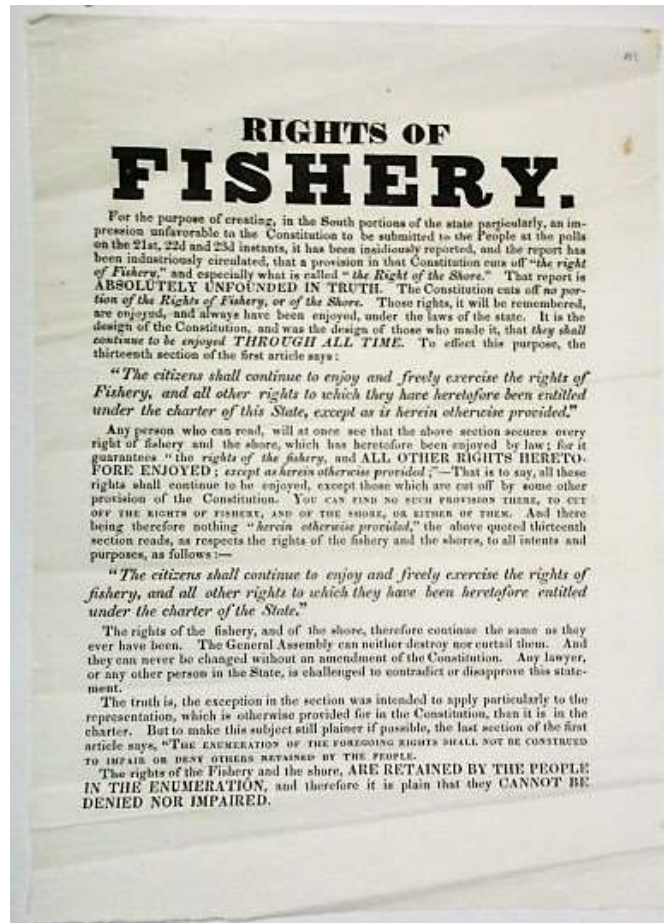 RIGHTS OF
FISHERY.
For the purpose of creating, in the South portions of the state particularly, an im-
pression unfavorable to the Constitution to be submitted to the People at the polls
on the 21st, 22d and 23d instants, it has been insidiously reported, and the report has
been industriously circulated, that a provision in that Constitution cuts off "the right
of Fishery," and especially what is called "the Right of the Shore." That report is
ABSOLUTELY UNFOUNDED IN TRUTH. The Constitution cuts off no por-
tion of the Rights of Fishery, or of the Shore. Those rights, it will be remembered,
are enjoyed, and always have been enjoyed, under the laws of the state. It is the
design of the Constitution, and was the design of those who made it, that they shall
continue to be enjoyed THROUGH ALL TIME. To effect this purpose, the
thirteenth section of the first article says:
"The citizens shall continue to enjoy and freely exercise the rights of
Fishery, and all other rights to which they have heretofore been entitled
under the charter of this State, except as is herein otherwise provided."
Any person who can read, will at once see that the above section secures every
right of fishery and the shore, which has heretofore been enjoyed by law; for it
guarantees "the rights of the fishery, and ALL OTHER RIGHTS HERETO-
FORE ENJOYED; except as herein otherwise provided;"—That is to say, all these
rights shall continue to be enjoyed, except those which are cut off by some other
provision of the Constitution. YOU CAN FIND NO SUCH PROVISION THERE, TO CUT
OFF THE RIGHTS OF FISHERY, AND OF THE SHORE, OR EITHER OF THEM. And there
being therefore nothing "herein otherwise provided," the above quoted thirteenth
section reads, as respects the rights of the fishery and the shores, to all intents and
purposes, as follows:—
"The citizens shall continue to enjoy and freely exercise the rights of
fishery, and all other rights to which they have been heretofore entitled
under the charter of the State."
The rights of the fishery, and of the shore, therefore continue the same as they
ever have been. The General Assembly can neither destroy nor curtail them. And
they can never be changed without an amendment of the Constitution. Any lawyer,
or any other person in the State, is challenged to contradict or disapprove this state-
ment.
The truth is, the exception in the section was intended to apply particularly to the
representation, which is otherwise provided for in the Constitution, than it is in the
charter. But to make this subject still plainer if possible, the last section of the first
article says, "THE ENUMERATION OF THE FOREGOING RIGHTS SHALL NOT BE CONSTRUED
TO IMPAIR OR DENY OTHERS RETAINED BY THE PEOPLE.
The rights of the Fishery and the shore, ARE RETAINED BY THE PEOPLE
IN THE ENUMERATION, and therefore it is plain that they CANNOT BE
DENIED NOR IMPAIRED.